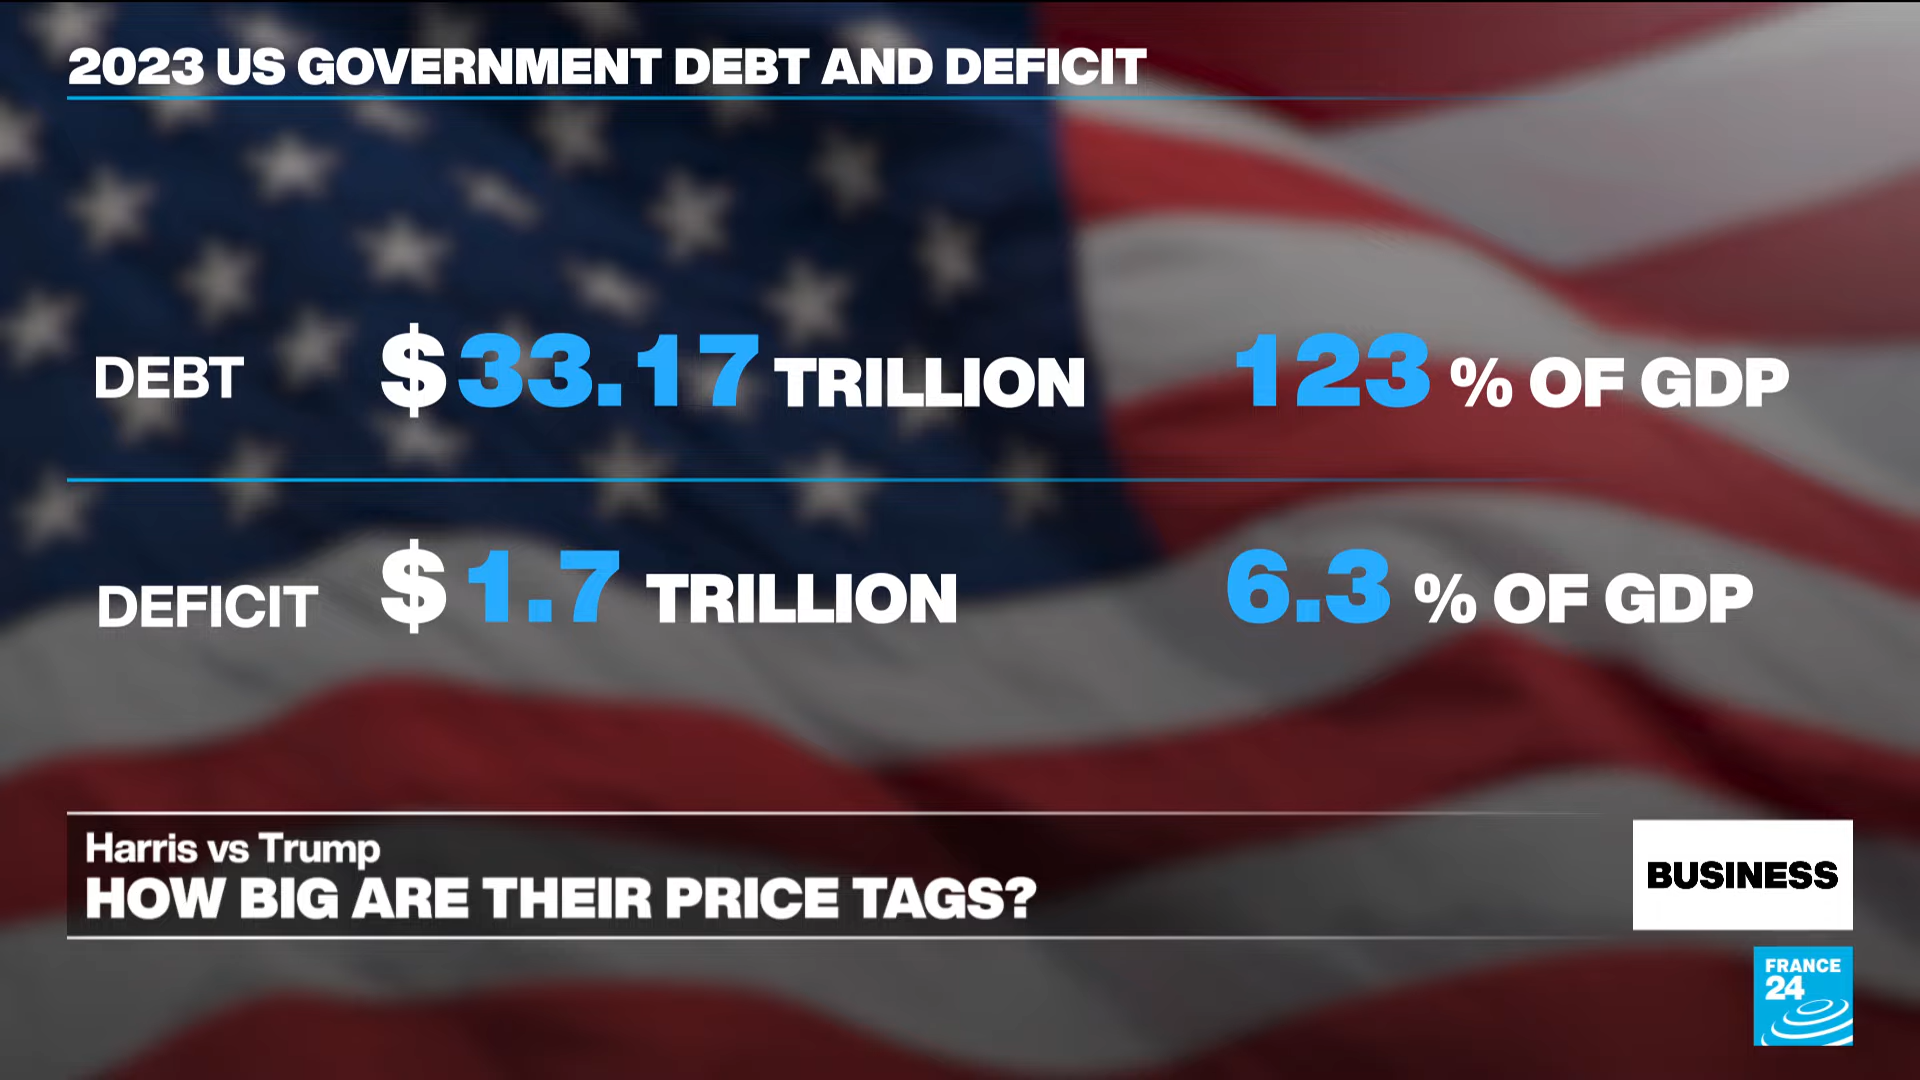 2023 US GOVERNMENT DEBT AND DEFICIT
DEBT $33.17 TRILLION 123 % OF GDP
DEFICIT $1.7 TRILLION 6.3 % OF GDP
Harris vs Trump
HOW BIG ARE THEIR PRICE TAGS?
BUSINESS
FRANCE
24